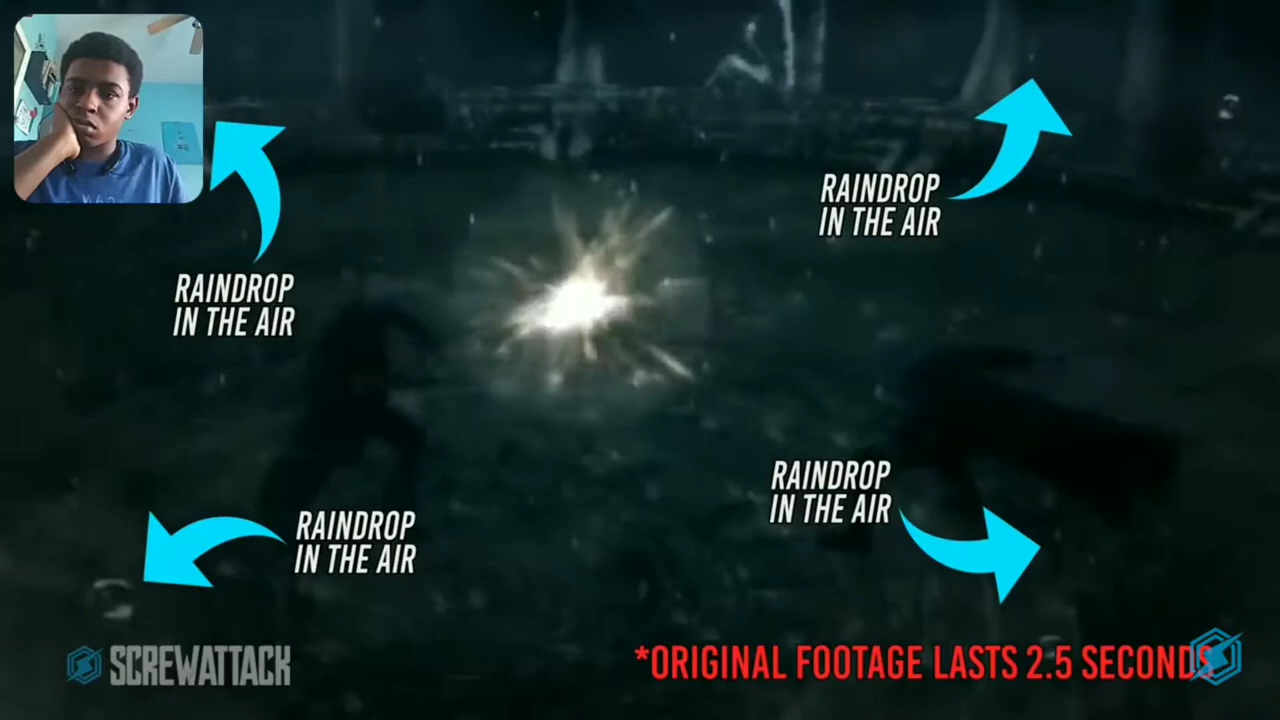 RAINDROP
IN THE AIR
RAINDROP
IN THE AIR
RAINDROP
IN THE AIR
RAINDROP
IN THE AIR
SCREWATTACK
*ORIGINAL FOOTAGE LASTS 2.5 SECONDS